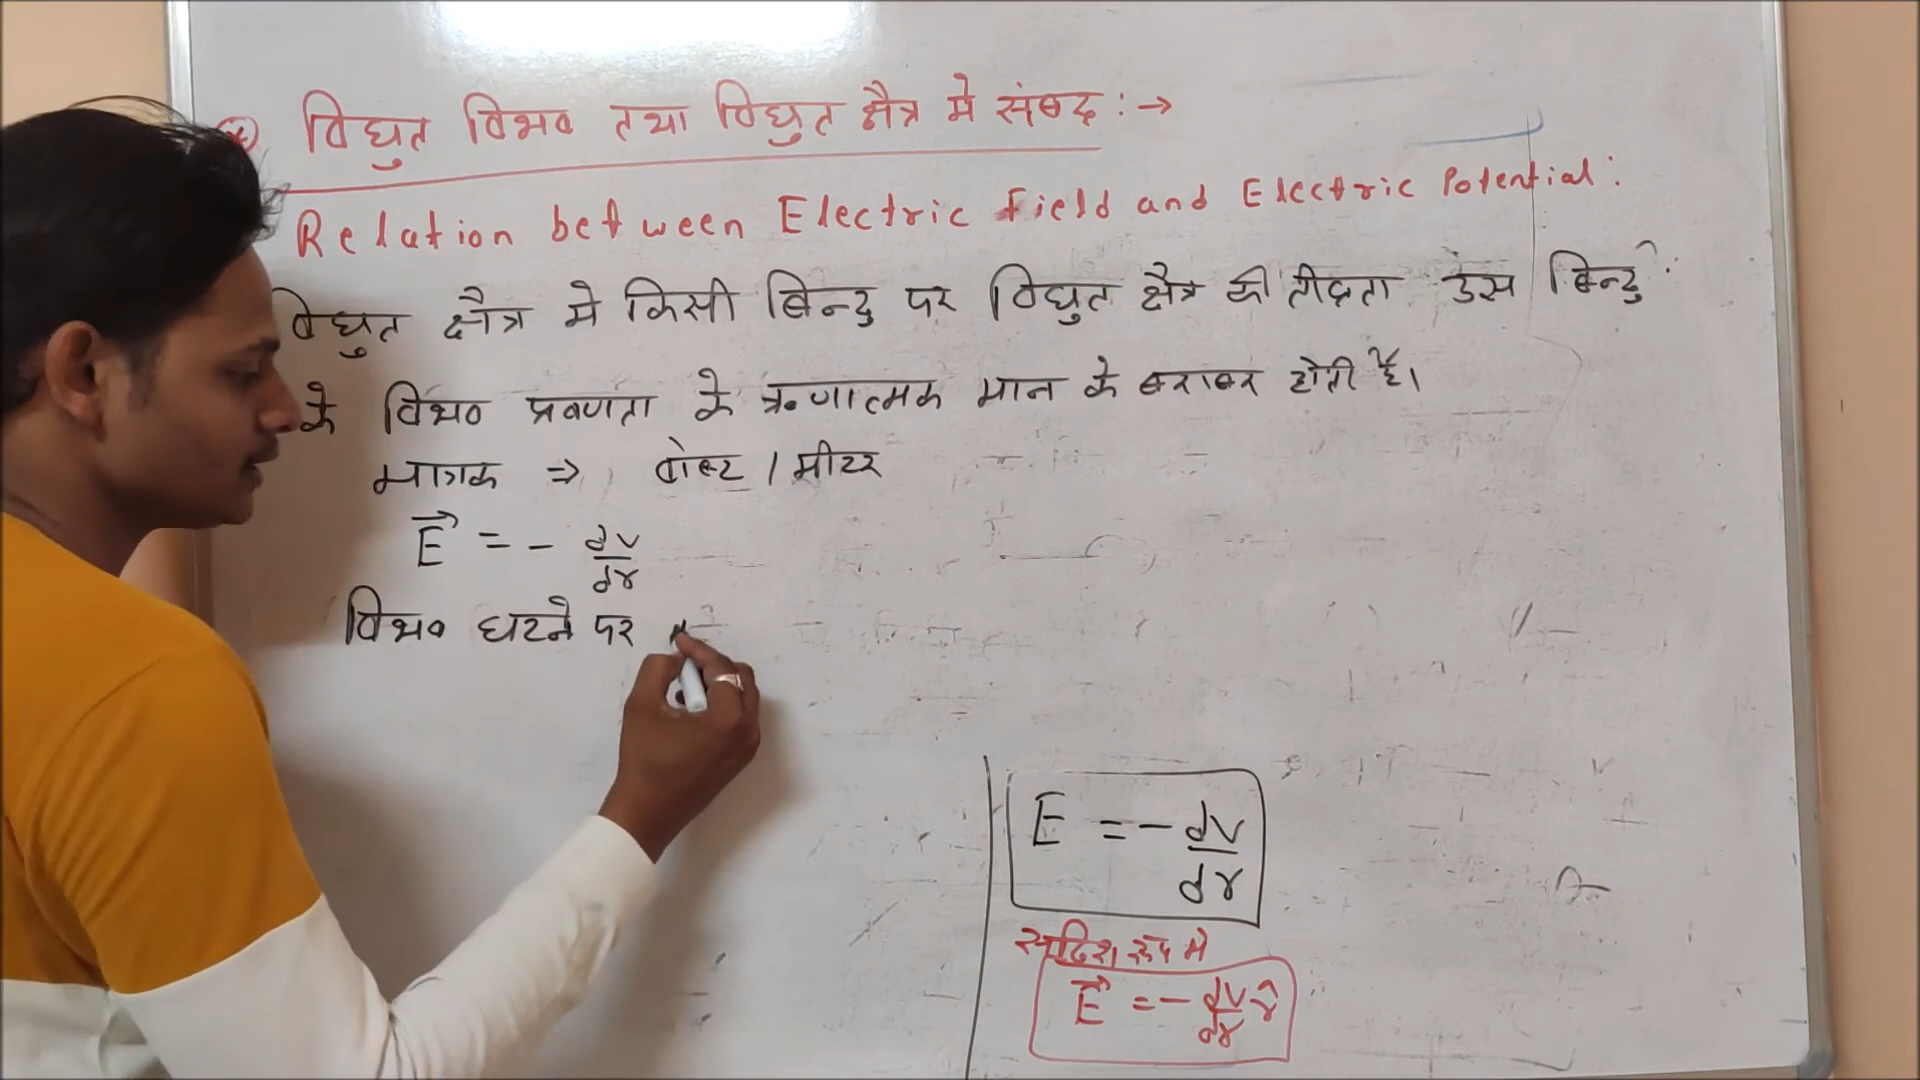 विद्युत विभव तथा विद्युत क्षैत्र मे संबंद :→
Relation between Electric Field and Electric Potential:
विद्युत क्षैत्र मे किसी बिन्दु पर विद्युत क्षैत्र की तीव्रता उस बिन्दु
के विभव प्रवणता के ऋणात्मक मान के बराबर होती है।
मात्रक ⇒ वोल्ट / मीटर
E⃗ = - dv/dr
विभव घटने पर
E = - dv/dr
सदिश रूप मे
E⃗ = - dv/dr r̂